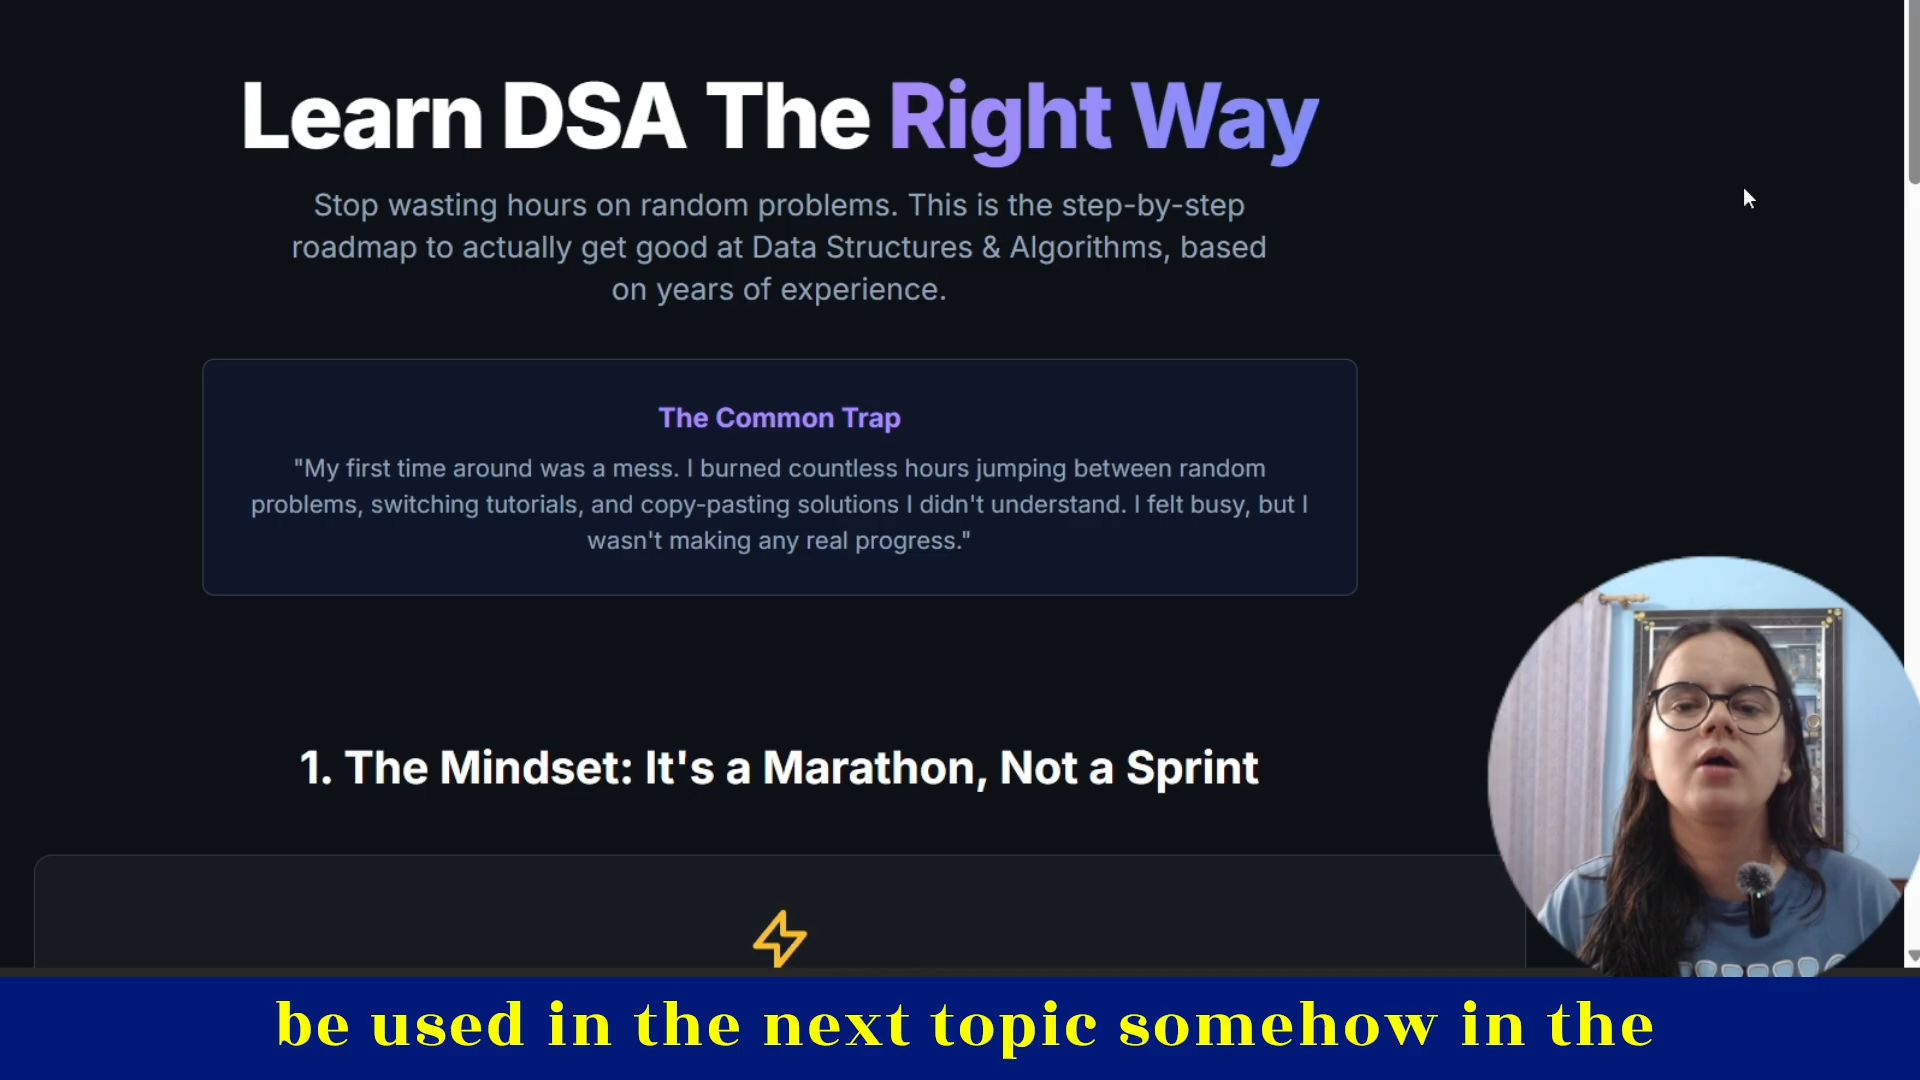 Learn DSA The Right Way
Stop wasting hours on random problems. This is the step-by-step
roadmap to actually get good at Data Structures & Algorithms, based
on years of experience.
The Common Trap
"My first time around was a mess. I burned countless hours jumping between random
problems, switching tutorials, and copy-pasting solutions I didn't understand. I felt busy, but I
wasn't making any real progress."
1. The Mindset: It's a Marathon, Not a Sprint
be used in the next topic somehow in the